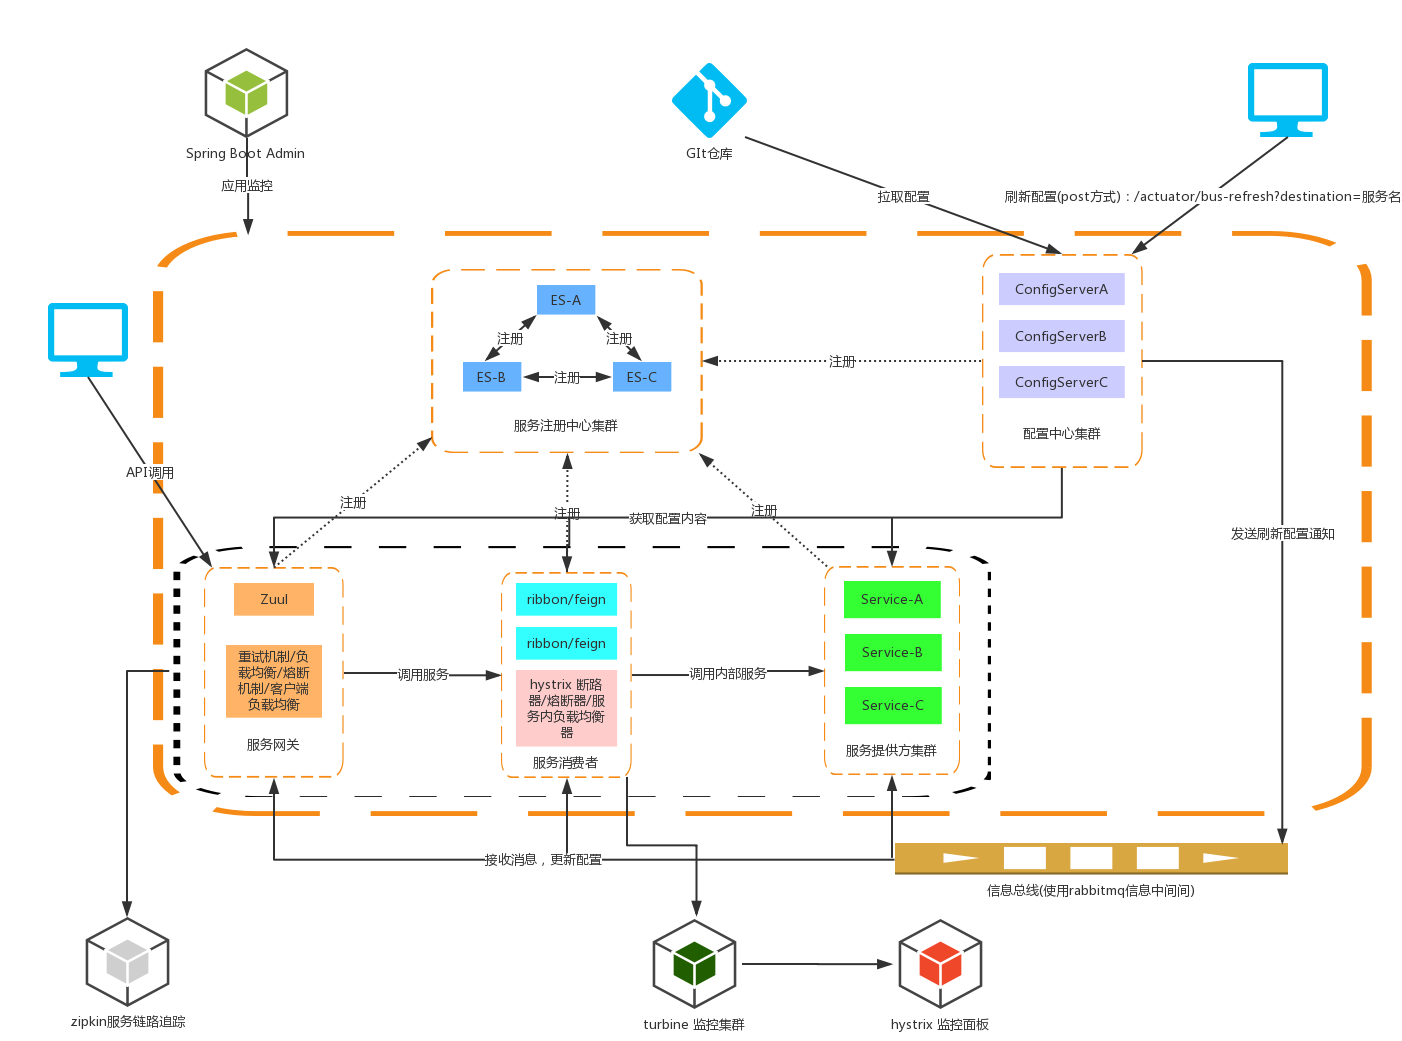 Spring Boot Admin
应用监控
GIt仓库
拉取配置
刷新配置(post方式)：/actuator/bus-refresh?destination=服务名
ES-A
注册
注册
ES-B
注册
ES-C
服务注册中心集群
注册
ConfigServerA
ConfigServerB
ConfigServerC
配置中心集群
API调用
注册
注册
注册
获取配置内容
发送刷新配置通知
Zuul
重试机制/负
载均衡/熔断
机制/客户端
负载均衡
服务网关
调用服务
ribbon/feign
ribbon/feign
hystrix 断路
器/熔断器/服
务内负载均衡
器
服务消费者
调用内部服务
Service-A
Service-B
Service-C
服务提供方集群
接收消息，更新配置
信息总线(使用rabbitmq信息中间间)
zipkin服务链路追踪
turbine 监控集群
hystrix 监控面板